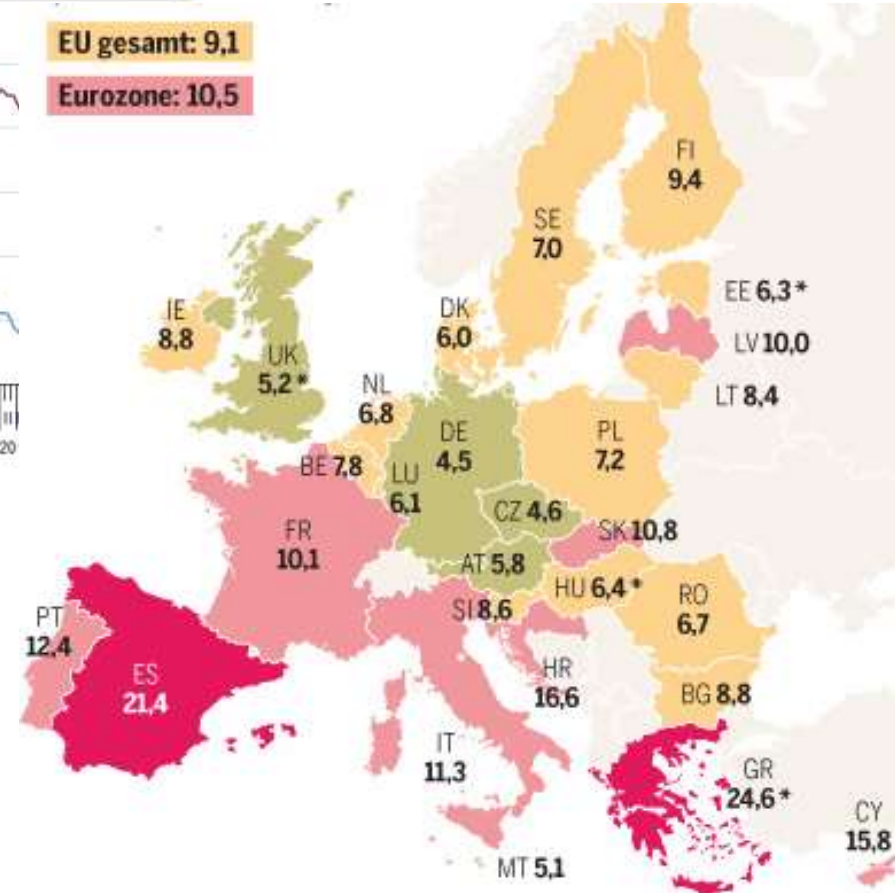 EU gesamt: 9,1
Eurozone: 10,5
FI
9,4
SE
7,0
EE 6,3 *
IE
8,8
DK
6,0
LV 10,0
UK
5,2 *
NL
6,8
LT 8,4
DE
4,5
PL
7,2
BE 7,8
LU
6,1
20
CZ 4,6
FR
10,1
SK 10,8
AT 5,8
HU 6,4 *
RO
6,7
SI 8,6
PT
12,4
ES
21,4
HR
16,6
BG 8,8
IT
11,3
GR
24,6 *
CY
15,8
MT 5,1